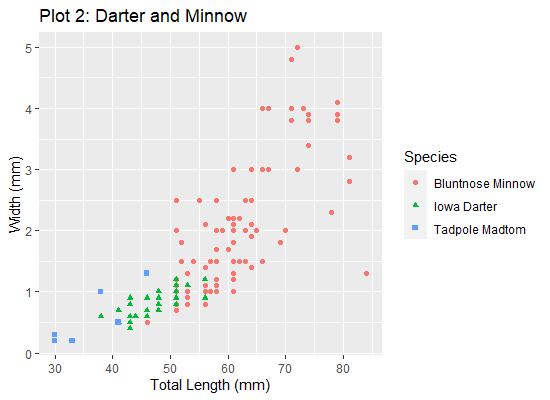 Plot 2: Darter and Minnow
5
4
3
2
1
0
Width (mm)
30 40 50 60 70 80
Total Length (mm)
Species
Bluntnose Minnow
Iowa Darter
Tadpole Madtom